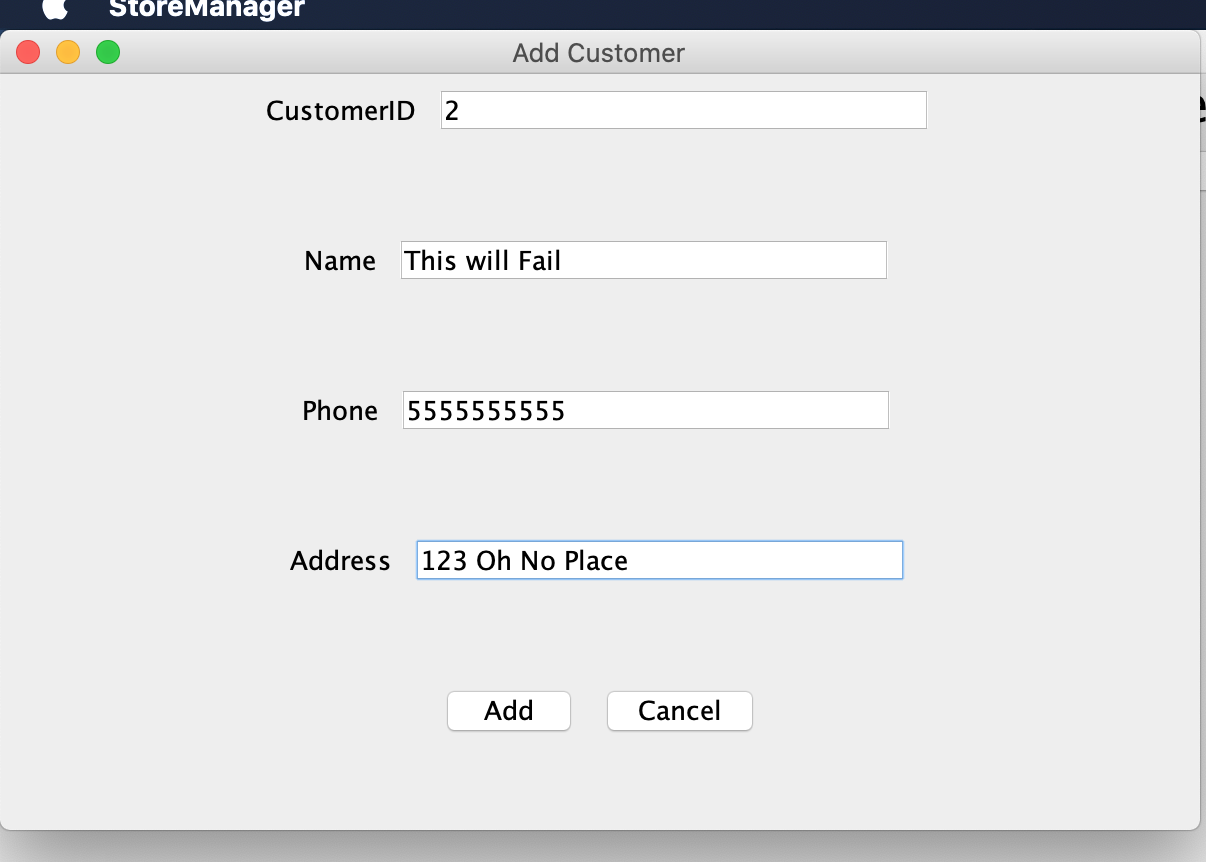 StoreManager
Add Customer
CustomerID 2
Name This will Fail
Phone 5555555555
Address 123 Oh No Place
Add Cancel